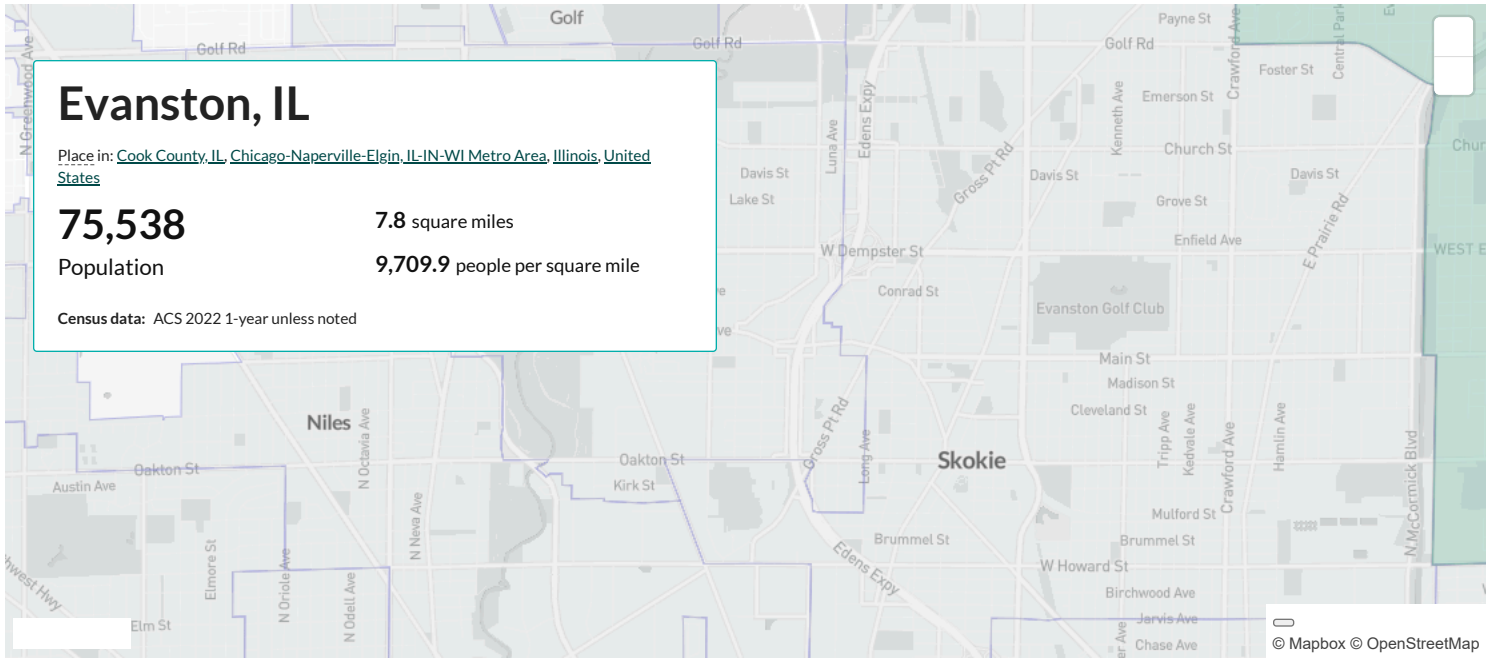 Golf
Payne St
Golf Rd
Golf Rd
Golf Rd
Crawford Ave
Central Park
N Greenwood Ave
Foster St
Edens Expy
Kenneth Ave
Emerson St
Evanston, IL
Luna Ave
Church St
Place in: Cook County, IL, Chicago-Naperville-Elgin, IL-IN-WI Metro Area, Illinois, United
States
Gross Pt Rd
Davis St
Davis St
Davis St
Lake St
Grove St
E Prairie Rd
75,538
7.8 square miles
Population
9,709.9 people per square mile
Enfield Ave
W Dempster St
WEST E
Conrad St
Evanston Golf Club
Census data: ACS 2022 1-year unless noted
ve
Main St
Madison St
Cleveland St
Niles
N Octavia Ave
Gross Pt Rd
Long Ave
Tripp Ave
Kedvale Ave
Crawford Ave
Hamlin Ave
N McCormick Blvd
Oakton St
Oakton St
Skokie
Austin Ave
Kirk St
N Neva Ave
Mulford St
Brummel St
Brummel St
Elmore St
N Oriole Ave
N Odell Ave
Edens Expy
W Howard St
hwest Hwy
Birchwood Ave
Elm St
Jarvis Ave
Chase Ave
© Mapbox © OpenStreetMap